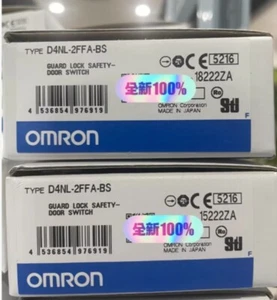 TYPE D4NL-2FFA-BS
5216
GUARD LOCK SAFETY-
DOOR SWITCH
18222ZA
全新100%
4 536854 976919
OMRON Corporation
MADE IN JAPAN
OMRON
F
TYPE D4NL-2FFA-BS
5216
GUARD LOCK SAFETY-
DOOR SWITCH
15222ZA
全新100%
4 536854 976919
OMRON Corporation
MADE IN JAPAN
OMRON
F